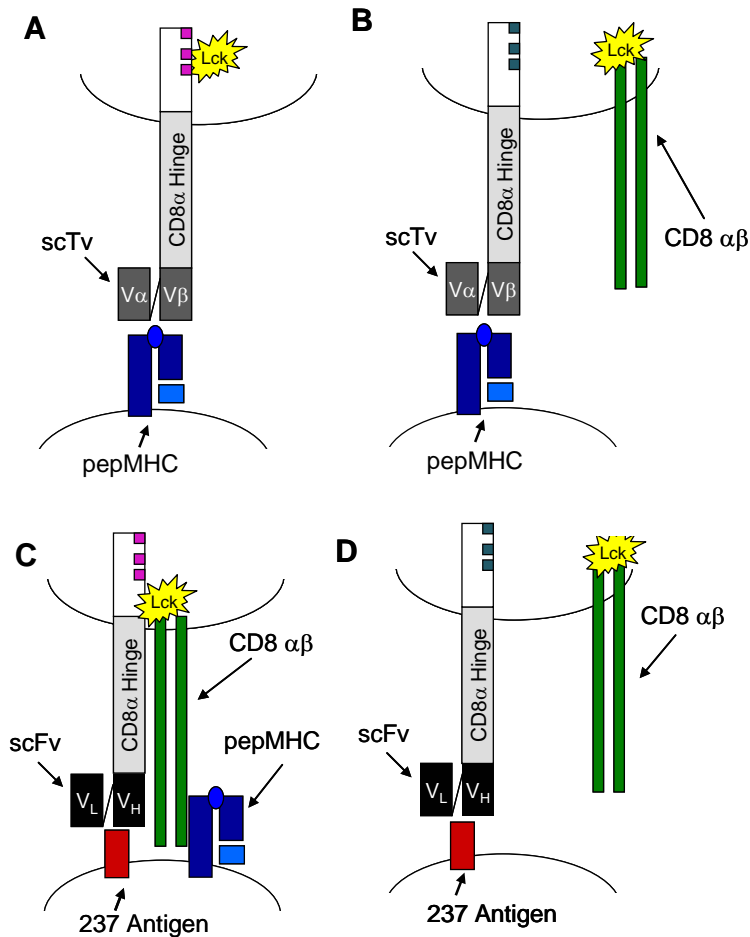 A
Lck
CD8α Hinge
scTv
Vα
Vβ
pepMHC
B
Lck
CD8α Hinge
CD8 αβ
scTv
Vα
Vβ
pepMHC
C
Lck
CD8 αβ
CD8α Hinge
pepMHC
scFv
VL
VH
237 Antigen
D
Lck
CD8 αβ
CD8α Hinge
scFv
VL
VH
237 Antigen